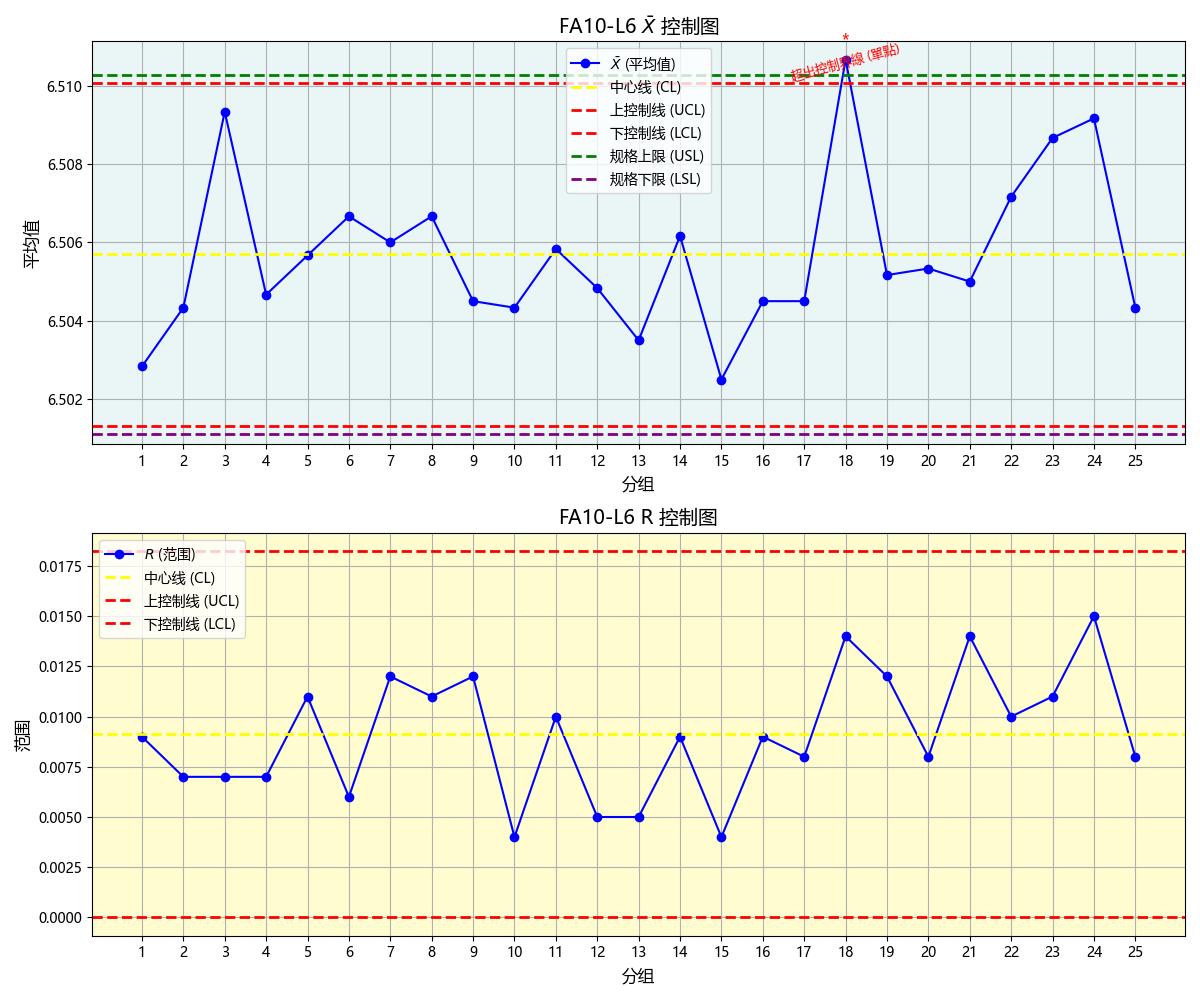 FA10-L6 X̄ 控制图
*
超出控制界線 (單點)
X̄ (平均值)
中心线 (CL)
上控制线 (UCL)
下控制线 (LCL)
规格上限 (USL)
规格下限 (LSL)
平均值
6.510
6.508
6.506
6.504
6.502
1 2 3 4 5 6 7 8 9 10 11 12 13 14 15 16 17 18 19 20 21 22 23 24 25
分组
FA10-L6 R 控制图
R (范围)
中心线 (CL)
上控制线 (UCL)
下控制线 (LCL)
范围
0.0175
0.0150
0.0125
0.0100
0.0075
0.0050
0.0025
0.0000
1 2 3 4 5 6 7 8 9 10 11 12 13 14 15 16 17 18 19 20 21 22 23 24 25
分组